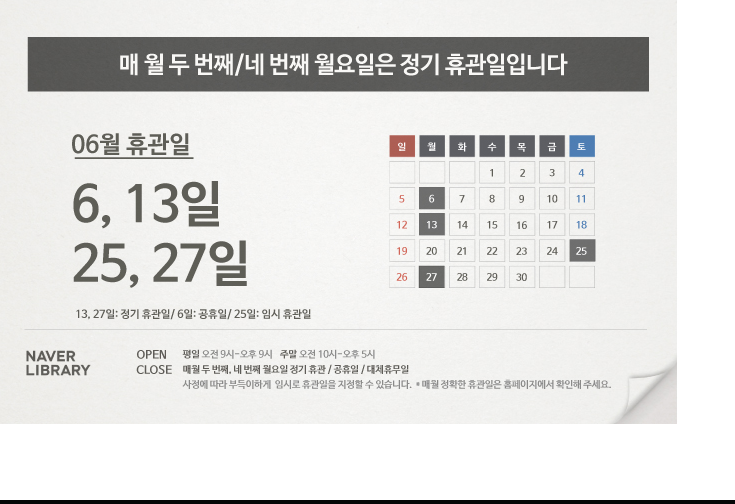 매 월 두 번째/네 번째 월요일은 정기 휴관일입니다
06월 휴관일
6, 13일
25, 27일
13, 27일: 정기 휴관일/ 6일: 공휴일/ 25일: 임시 휴관일
일 월 화 수 목 금 토
1 2 3 4
5 6 7 8 9 10 11
12 13 14 15 16 17 18
19 20 21 22 23 24 25
26 27 28 29 30
NAVER
LIBRARY
OPEN 평일 오전 9시-오후 9시 주말 오전 10시-오후 5시
CLOSE 매월 두 번째, 네 번째 월요일 정기 휴관 / 공휴일 / 대체휴무일
사정에 따라 부득이하게 임시로 휴관일을 지정할 수 있습니다. *매월 정확한 휴관일은 홈페이지에서 확인해 주세요.